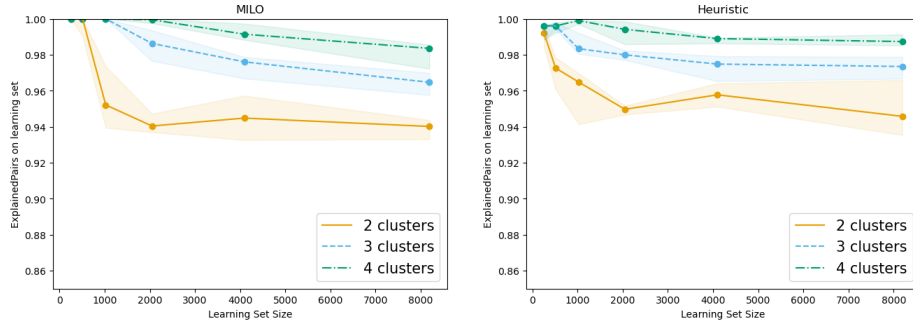 MILO
1.00
0.98
0.96
0.94
0.92
0.90
0.88
0.86
ExplainedPairs on learning set
2 clusters
3 clusters
4 clusters
0 1000 2000 3000 4000 5000 6000 7000 8000
Learning Set Size
Heuristic
1.00
0.98
0.96
0.94
0.92
0.90
0.88
0.86
ExplainedPairs on learning set
2 clusters
3 clusters
4 clusters
0 1000 2000 3000 4000 5000 6000 7000 8000
Learning Set Size